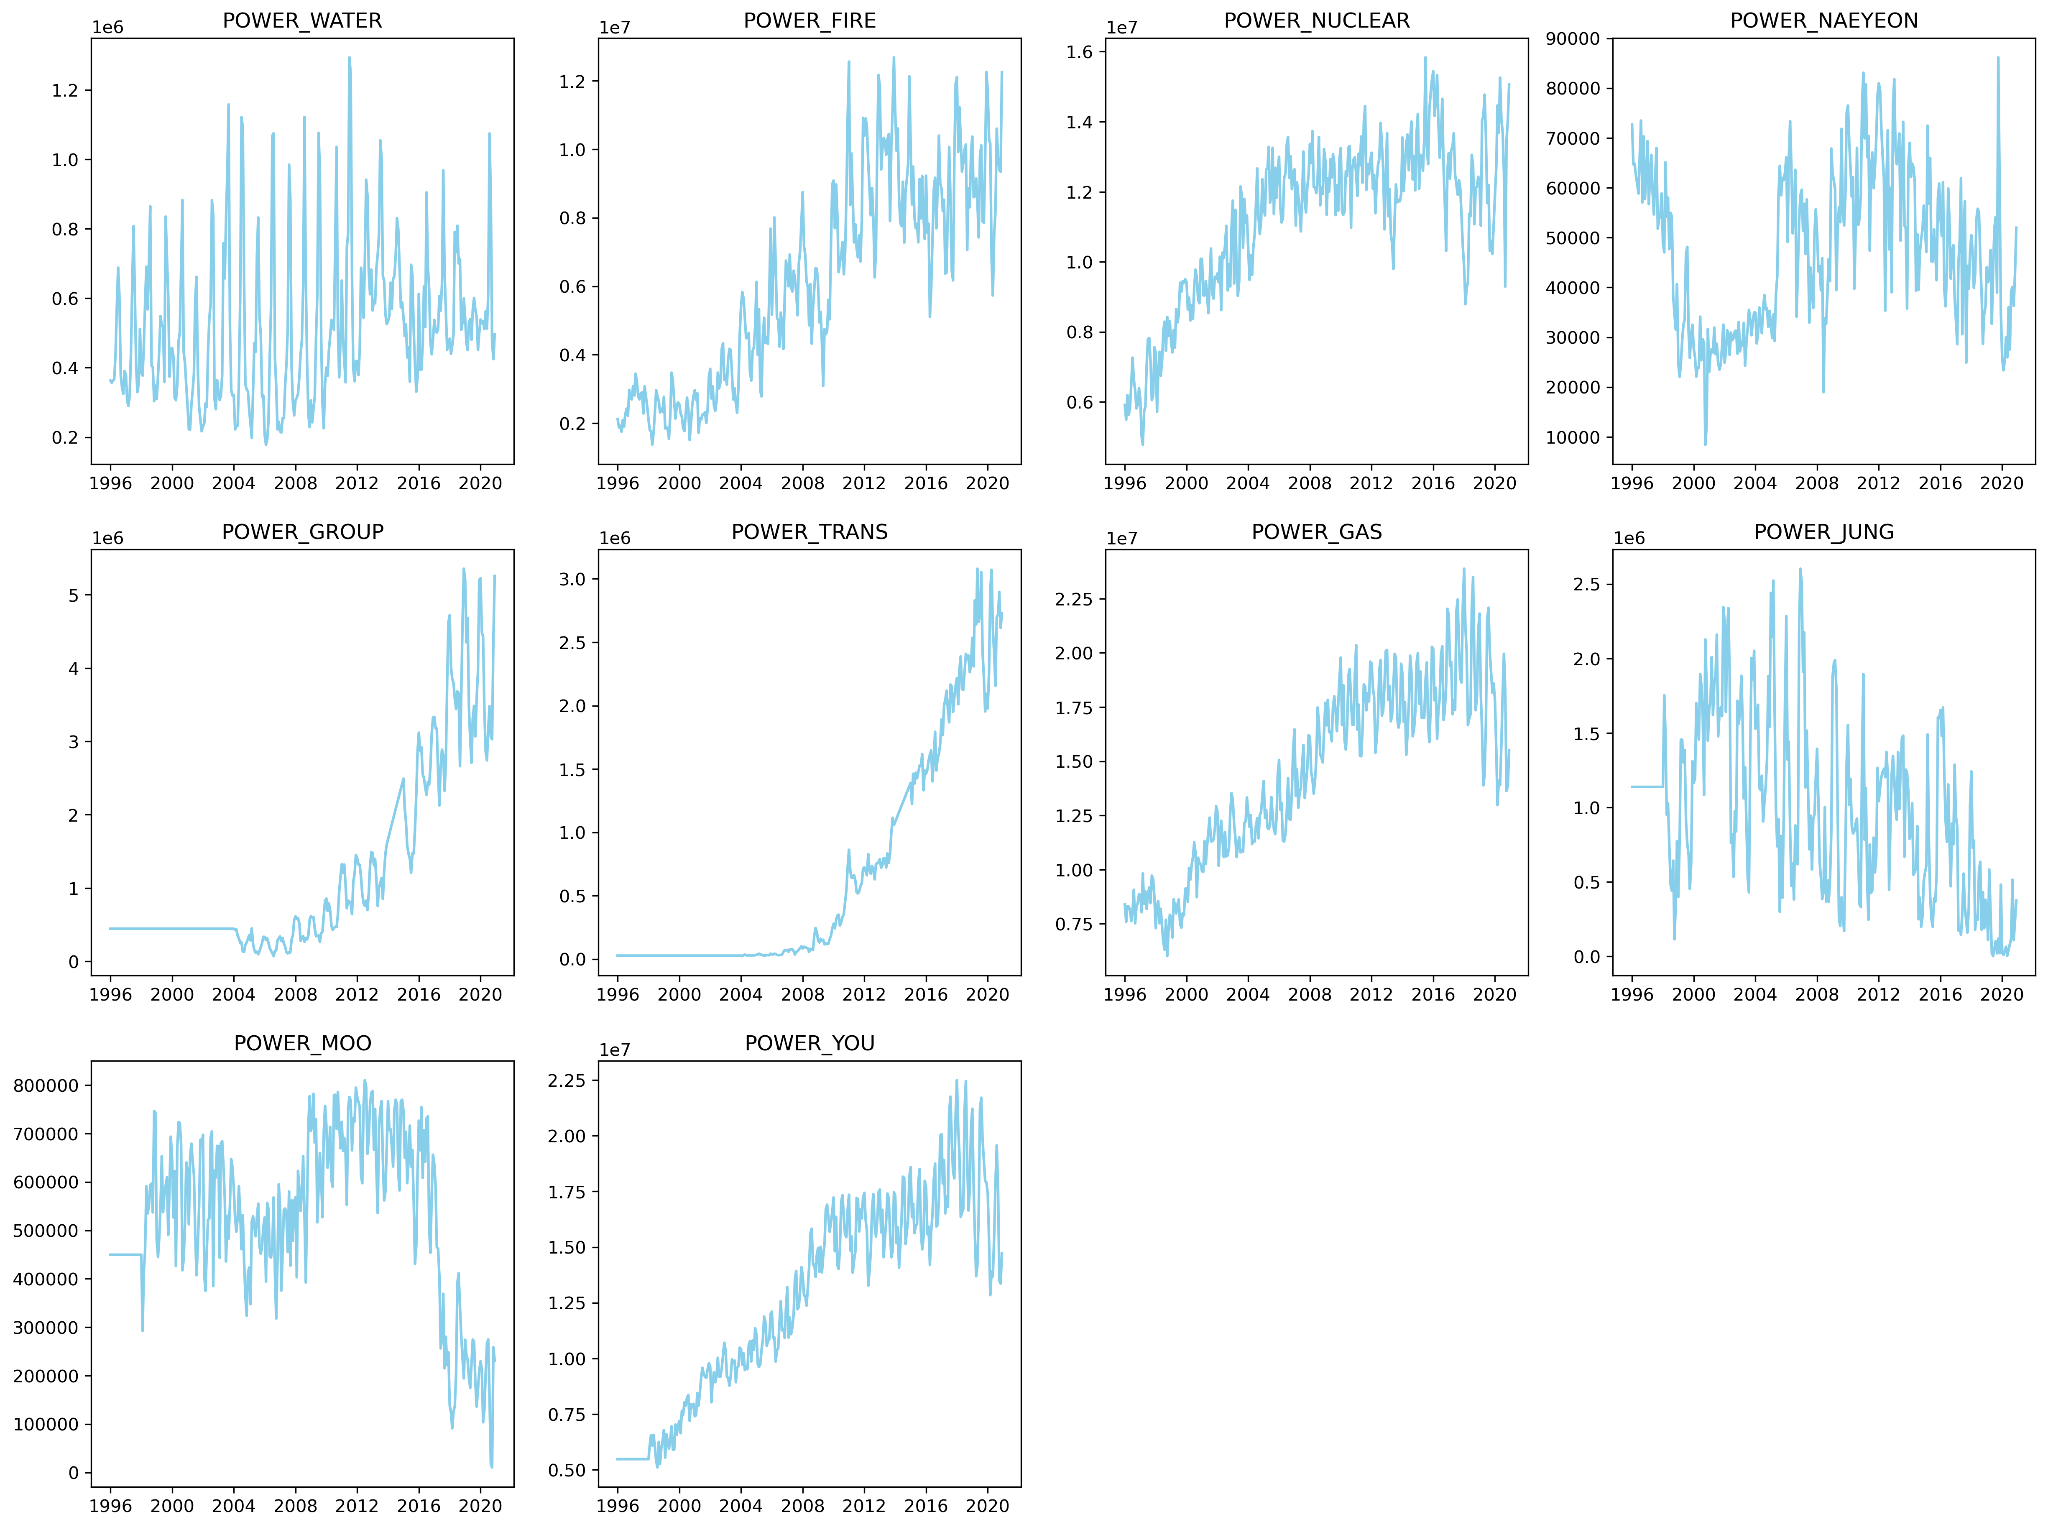 POWER_WATER
1e6
1.2
1.0
0.8
0.6
0.4
0.2
1996 2000 2004 2008 2012 2016 2020
POWER_FIRE
1e7
1.2
1.0
0.8
0.6
0.4
0.2
1996 2000 2004 2008 2012 2016 2020
POWER_NUCLEAR
1e7
1.6
1.4
1.2
1.0
0.8
0.6
1996 2000 2004 2008 2012 2016 2020
POWER_NAEYEON
90000
80000
70000
60000
50000
40000
30000
20000
10000
1996 2000 2004 2008 2012 2016 2020
POWER_GROUP
1e6
5
4
3
2
1
0
1996 2000 2004 2008 2012 2016 2020
POWER_TRANS
1e6
3.0
2.5
2.0
1.5
1.0
0.5
0.0
1996 2000 2004 2008 2012 2016 2020
POWER_GAS
1e7
2.25
2.00
1.75
1.50
1.25
1.00
0.75
1996 2000 2004 2008 2012 2016 2020
POWER_JUNG
1e6
2.5
2.0
1.5
1.0
0.5
0.0
1996 2000 2004 2008 2012 2016 2020
POWER_MOO
800000
700000
600000
500000
400000
300000
200000
100000
0
1996 2000 2004 2008 2012 2016 2020
POWER_YOU
1e7
2.25
2.00
1.75
1.50
1.25
1.00
0.75
0.50
1996 2000 2004 2008 2012 2016 2020